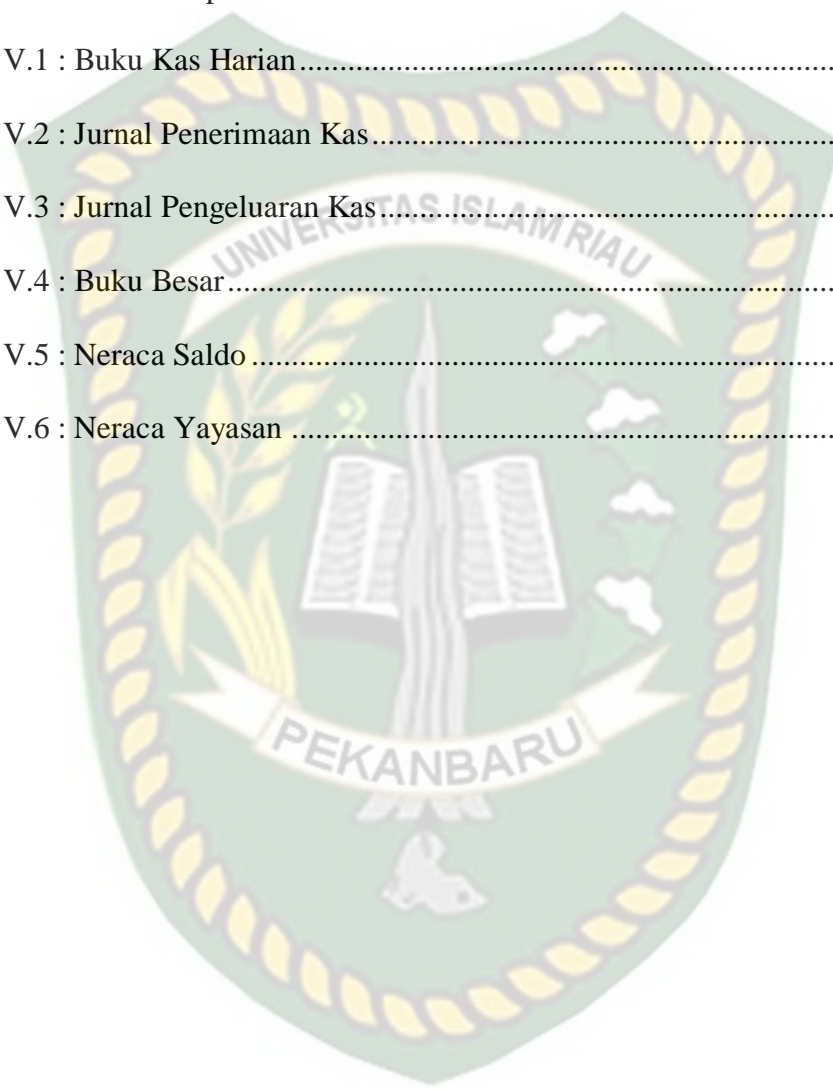 V.1 : Buku Kas Harian....................................................................
V.2 : Jurnal Penerimaan Kas...........................................................
V.3 : Jurnal Pengeluaran Kas..........................................................
UNIVERSITAS ISLAM RIAU
V.4 : Buku Besar.............................................................................
V.5 : Neraca Saldo..........................................................................
V.6 : Neraca Yayasan .....................................................................
PEKANBARU